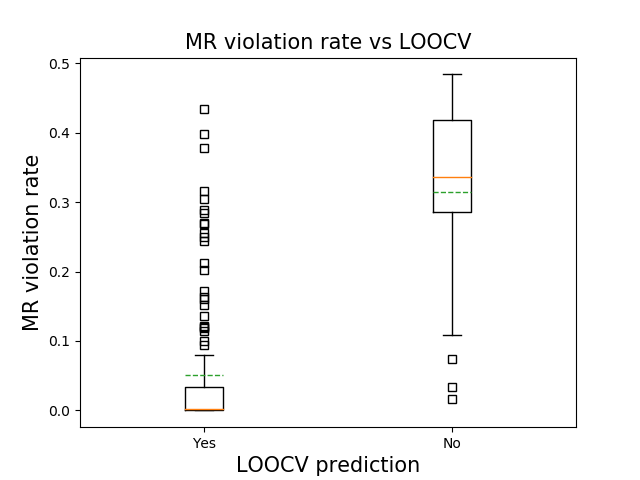 MR violation rate vs LOOCV
MR violation rate
0.5
0.4
0.3
0.2
0.1
0.0
Yes
No
LOOCV prediction